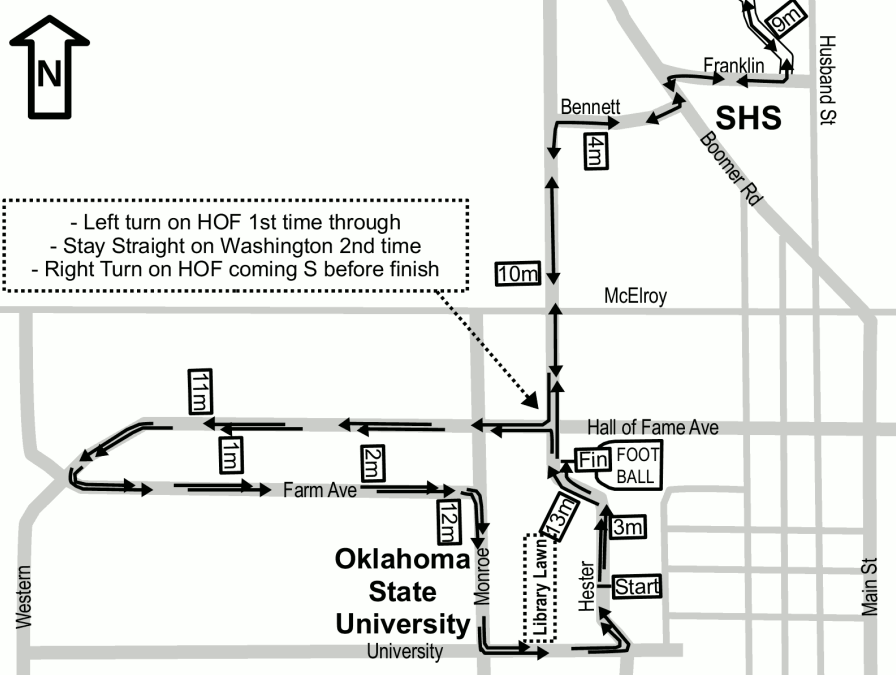 9m
N
Franklin
Husband St
Bennett
SHS
4m
Boomer Rd
- Left turn on HOF 1st time through
- Stay Straight on Washington 2nd time
- Right Turn on HOF coming S before finish
10m
McElroy
11m
Hall of Fame Ave
1m
2m
Fin
FOOT
BALL
Farm Ave
12m
13m
3m
Oklahoma
State
University
Monroe
Library Lawn
Hester
Start
Western
Main St
University